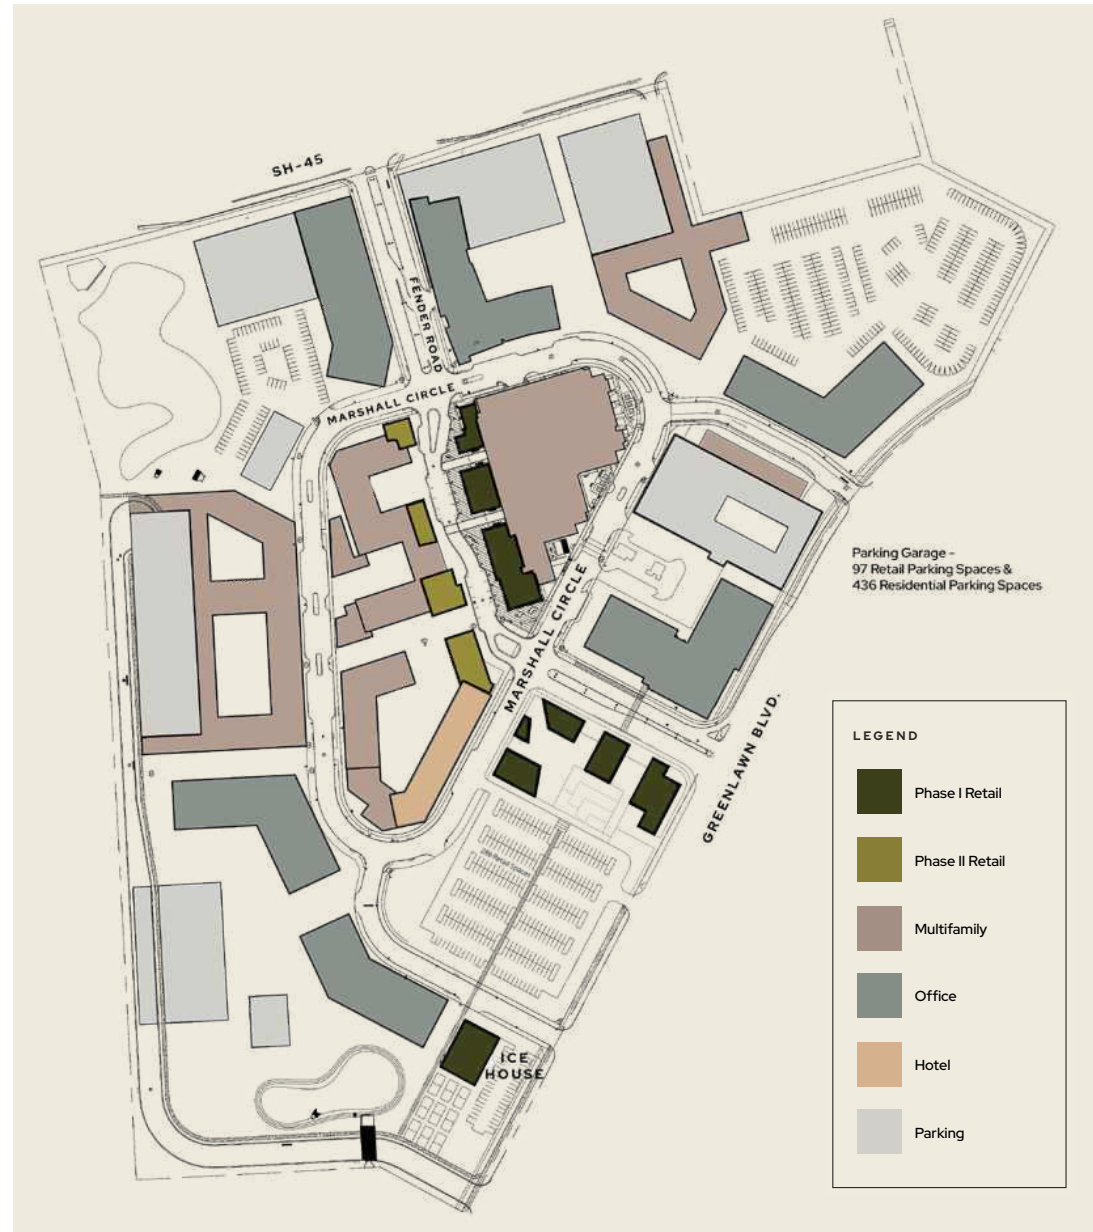 SH-45
FENDER ROAD
MARSHALL CIRCLE
Parking Garage –
97 Retail Parking Spaces &
436 Residential Parking Spaces
MARSHALL CIRCLE
GREENLAWN BLVD.
ICE
HOUSE
LEGEND
Phase I Retail
Phase II Retail
Multifamily
Office
Hotel
Parking